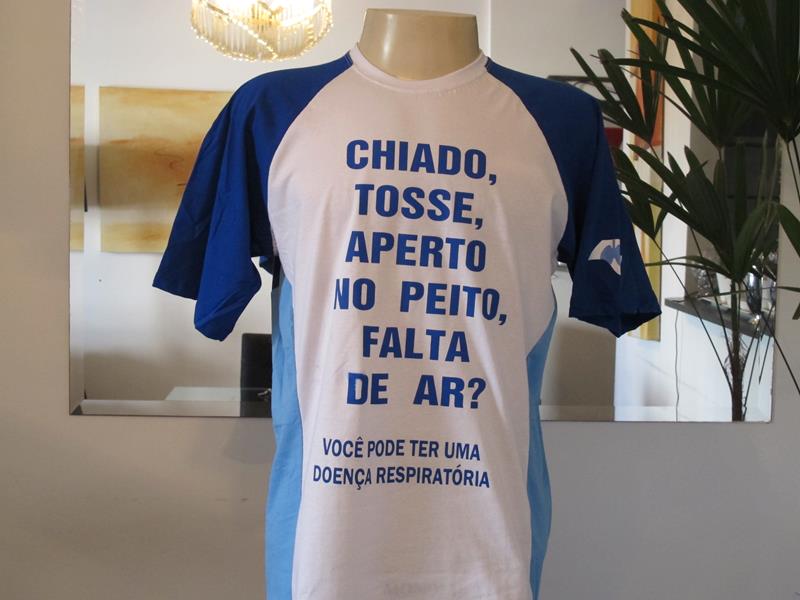 CHIADO,
TOSSE,
APERTO
NO PEITO,
FALTA
DE AR?
VOCÊ PODE TER UMA
DOENÇA RESPIRATÓRIA